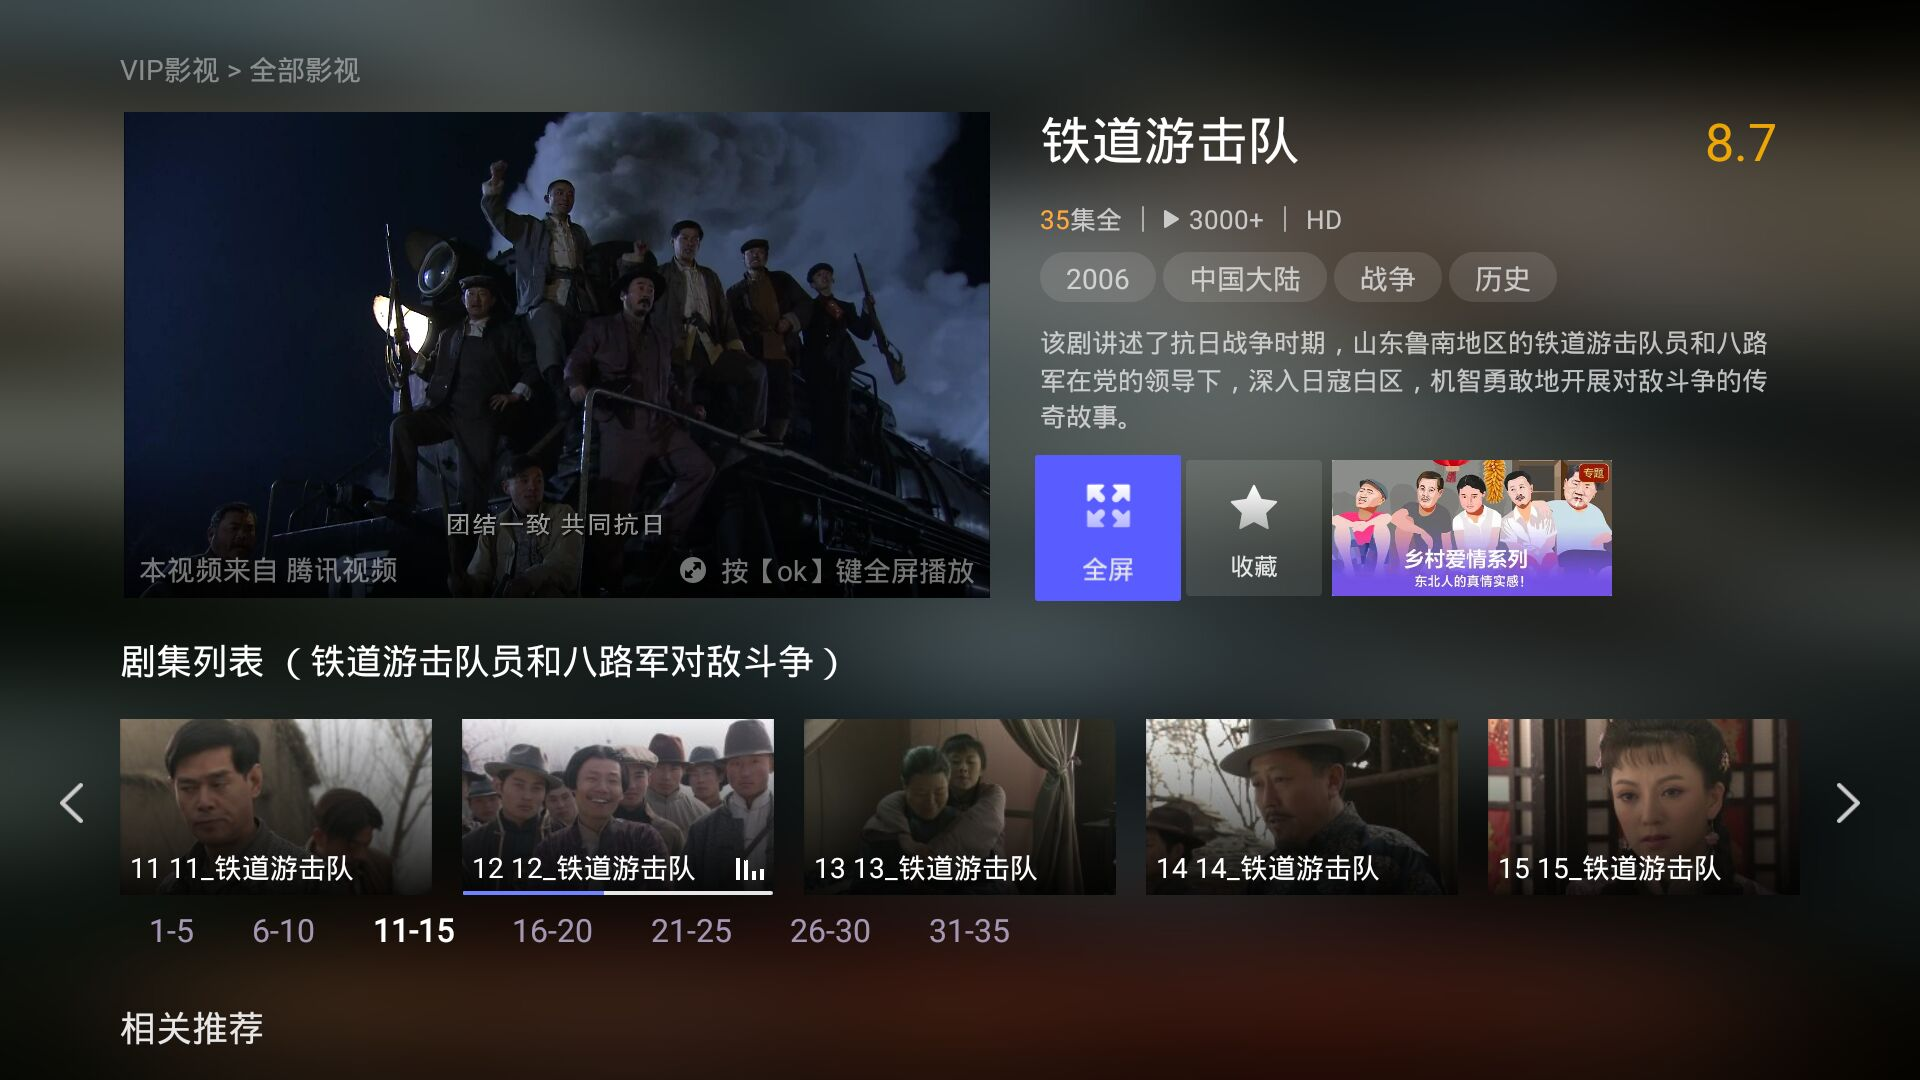 VIP影视 > 全部影视
铁道游击队
8.7
35集全 | 3000+ | HD
2006 中国大陆 战争 历史
该剧讲述了抗日战争时期，山东鲁南地区的铁道游击队员和八路
军在党的领导下，深入日寇白区，机智勇敢地开展对敌斗争的传
奇故事。
团结一致 共同抗日
本视频来自 腾讯视频
按【ok】键全屏播放
全屏
收藏
专题
乡村爱情系列
东北人的真情实感！
剧集列表 （铁道游击队员和八路军对敌斗争）
11 11_铁道游击队
12 12_铁道游击队
13 13_铁道游击队
14 14_铁道游击队
15 15_铁道游击队
1-5 6-10 11-15 16-20 21-25 26-30 31-35
相关推荐